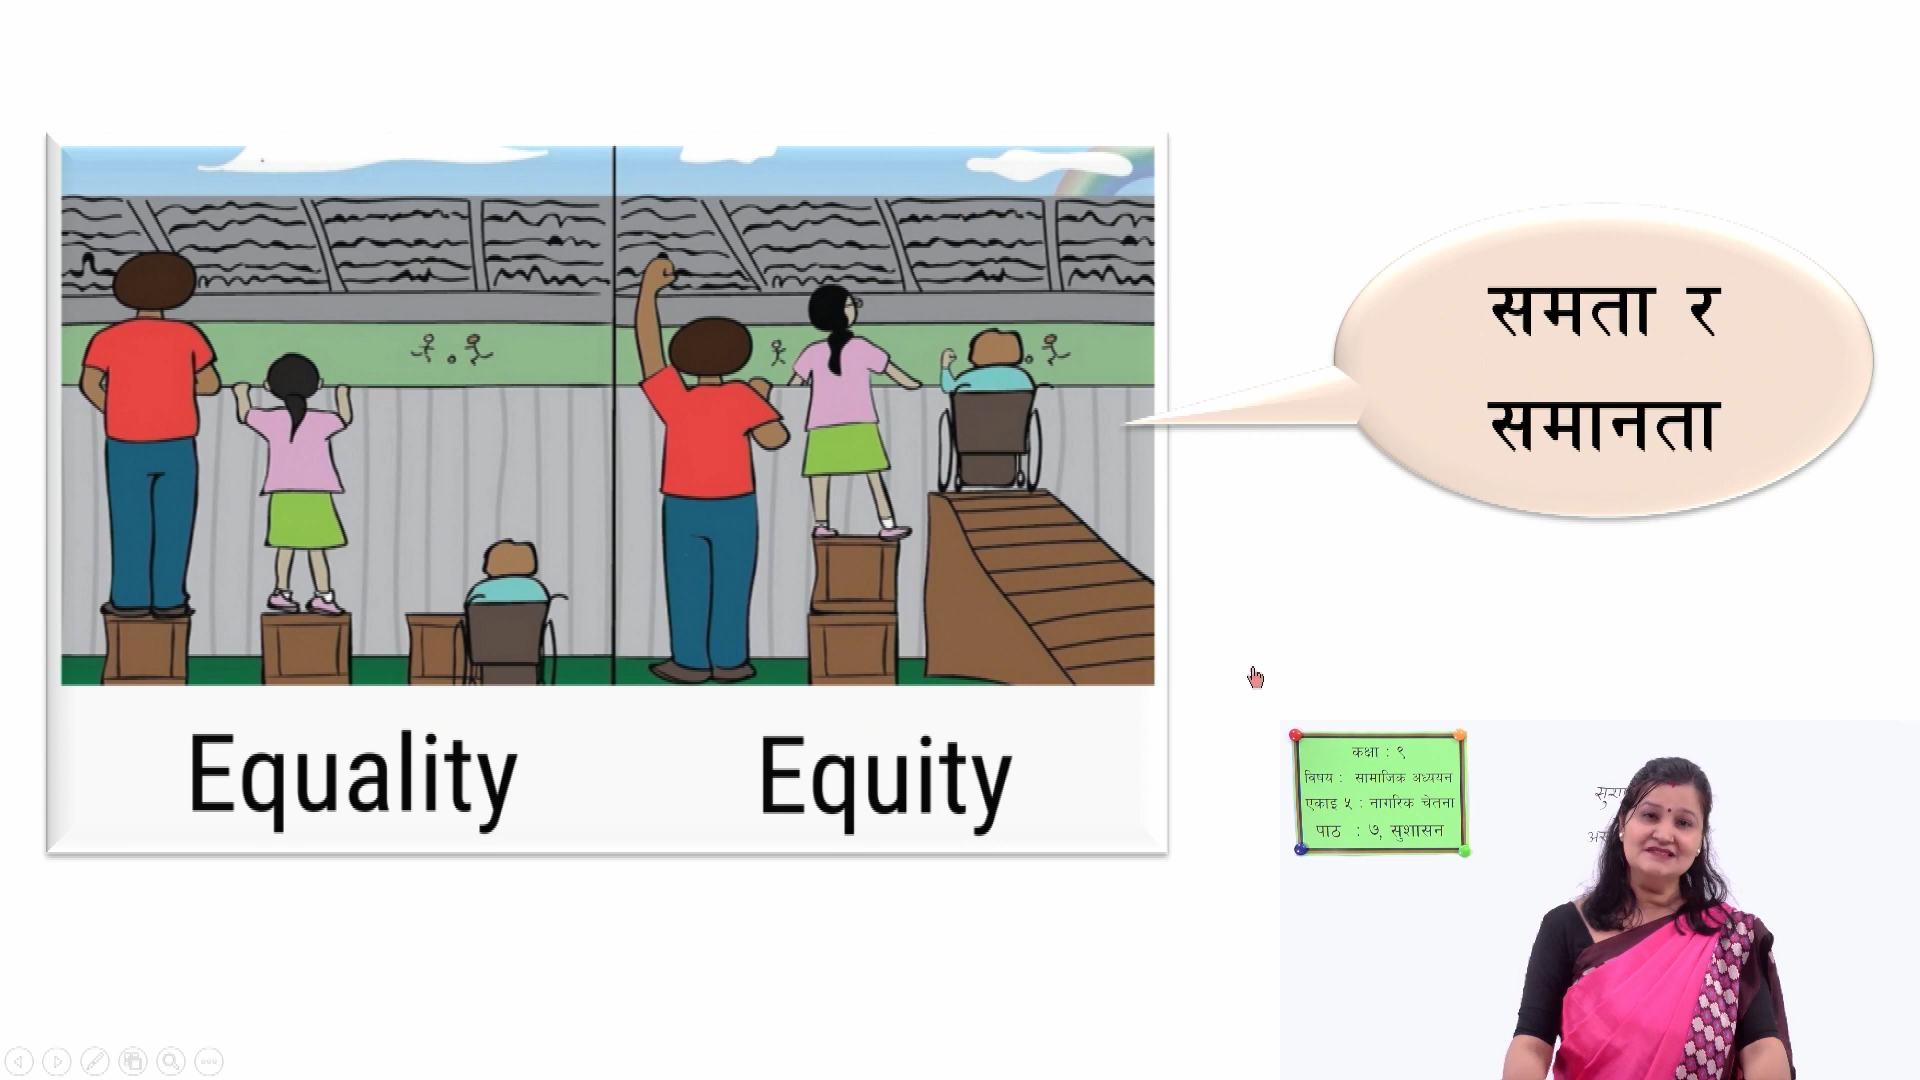 समता र
समानता
Equality
Equity
कक्षा : ९
विषय : सामाजिक अध्ययन
एकाइ ५ : नागरिक चेतना
पाठ : ७, सुशासन